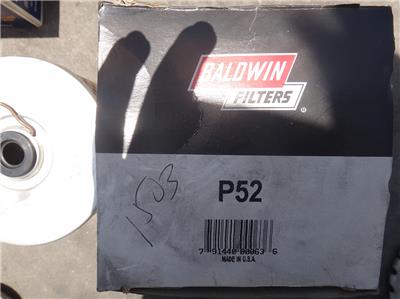 BALDWIN
FILTERS
®
P52
1503
7 91440 00063 6
MADE IN U.S.A.